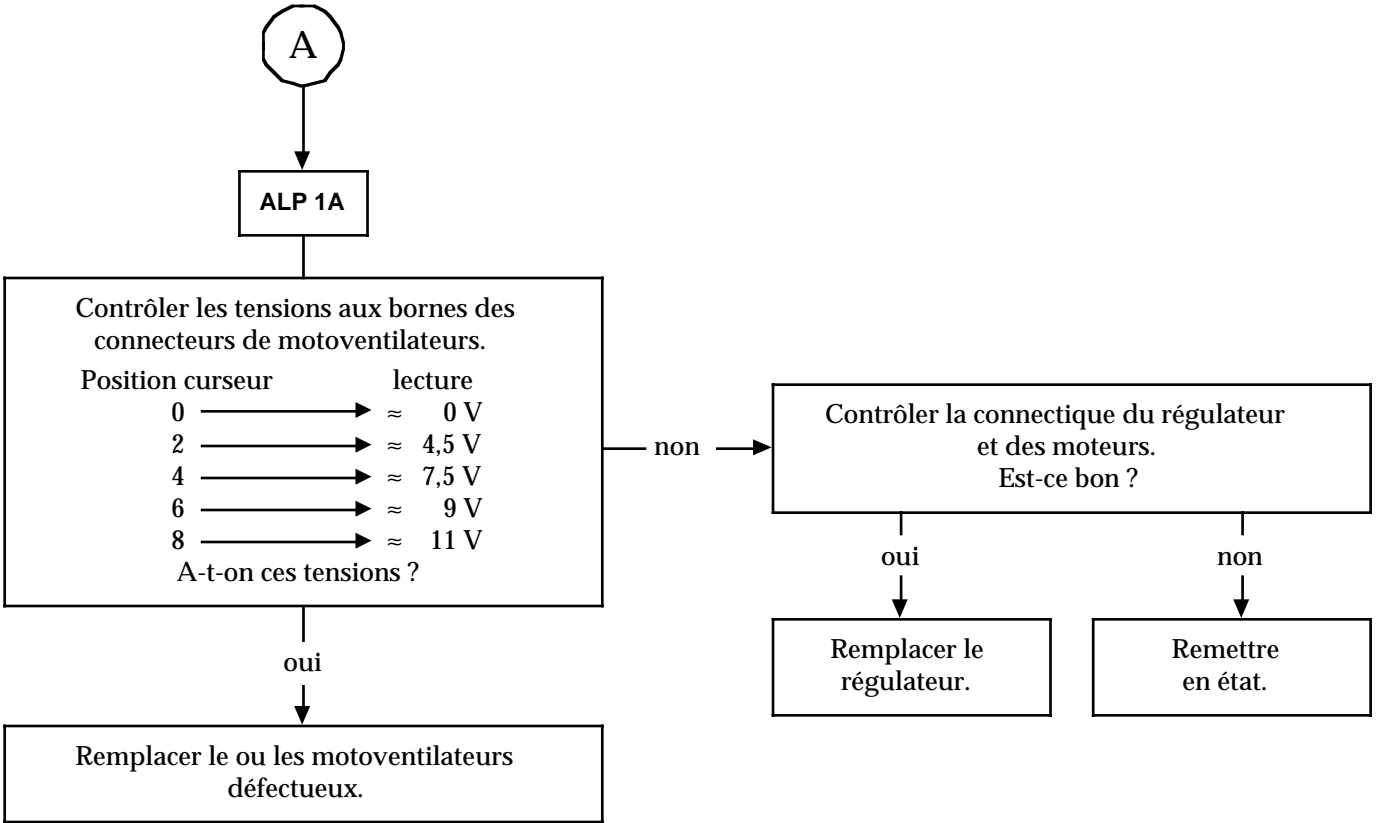 A
ALP 1A
Contrôler les tensions aux bornes des
connecteurs de motoventilateurs.
Position curseur lecture
0 ≈ 0 V
2 ≈ 4,5 V
4 ≈ 7,5 V
6 ≈ 9 V
8 ≈ 11 V
A-t-on ces tensions ?
non
Contrôler la connectique du régulateur
et des moteurs.
Est-ce bon ?
oui
non
Remplacer le
régulateur.
Remettre
en état.
oui
Remplacer le ou les motoventilateurs
défectueux.